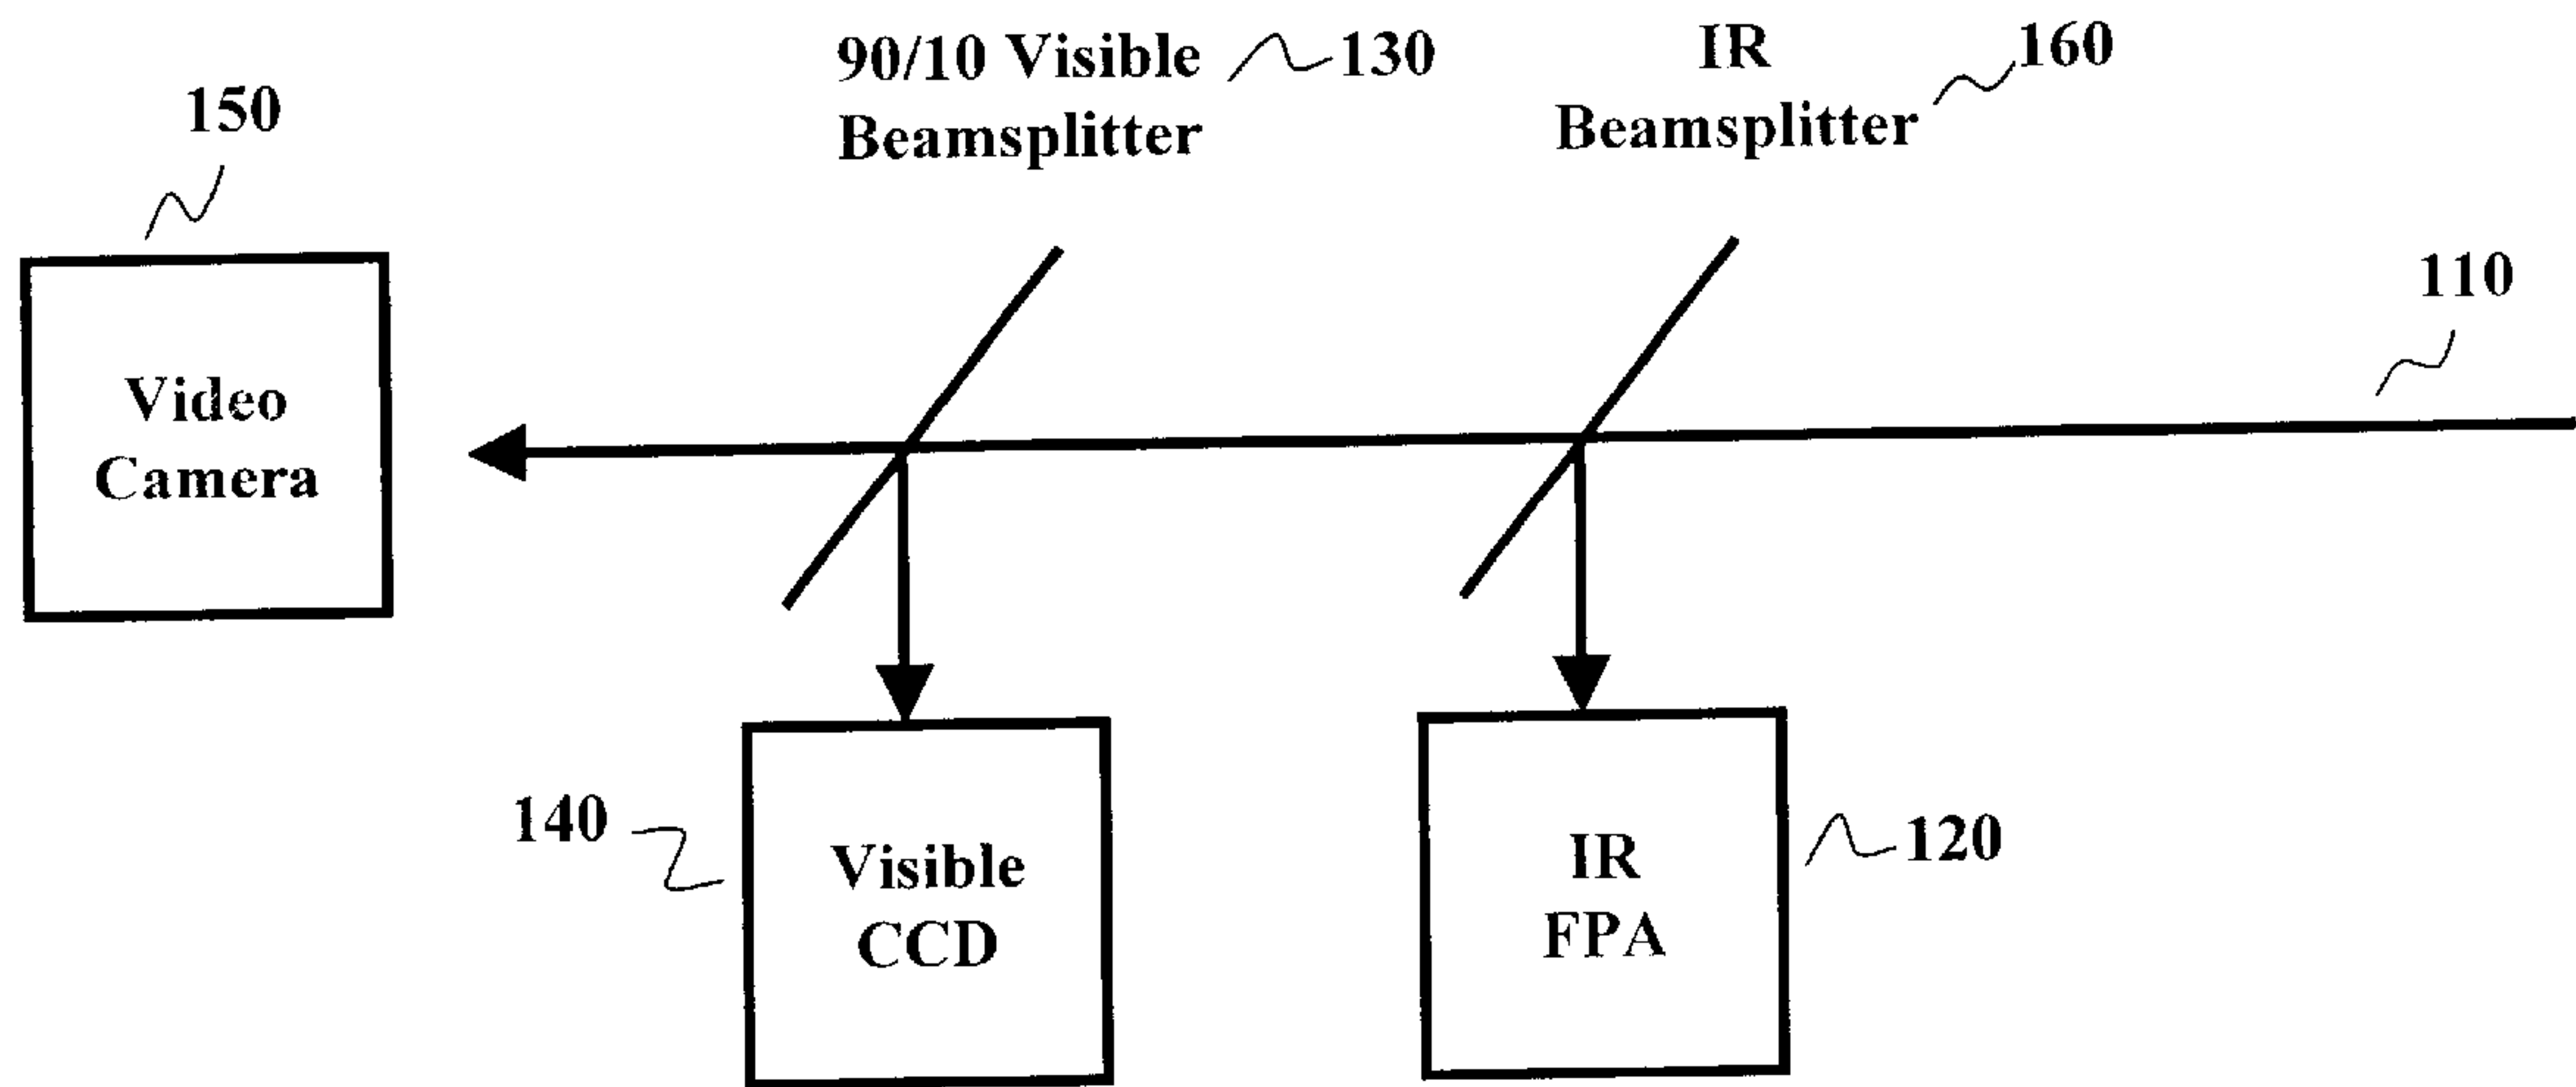 90/10 Visible
Beamsplitter
130
IR
Beamsplitter
160
150
110
Video
Camera
140
Visible
CCD
IR
FPA
120